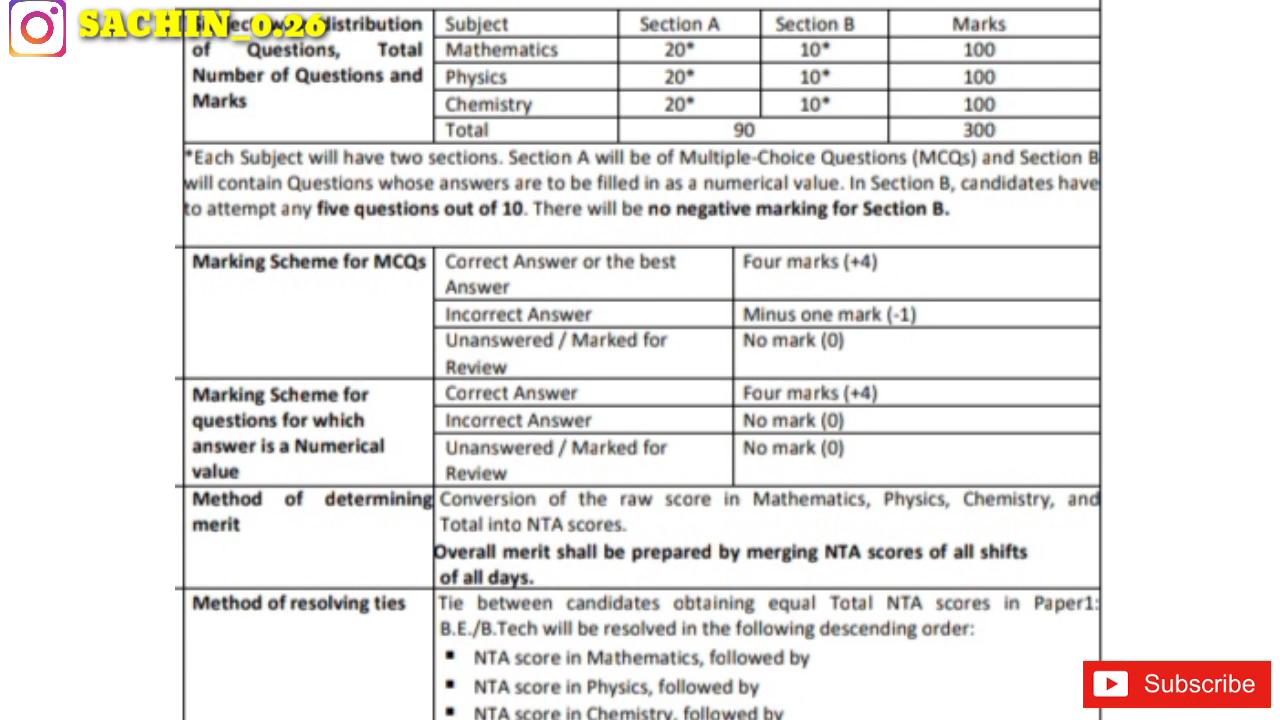 SACHIN_0.26
distribution
of Questions, Total
Number of Questions and
Marks
Subject Section A Section B Marks
Mathematics 20* 10* 100
Physics 20* 10* 100
Chemistry 20* 10* 100
Total 90 300
*Each Subject will have two sections. Section A will be of Multiple-Choice Questions (MCQs) and Section B
will contain Questions whose answers are to be filled in as a numerical value. In Section B, candidates have
to attempt any five questions out of 10. There will be no negative marking for Section B.
Marking Scheme for MCQs
Correct Answer or the best
Answer
Four marks (+4)
Incorrect Answer Minus one mark (-1)
Unanswered / Marked for
Review
No mark (0)
Marking Scheme for
questions for which
answer is a Numerical
value
Correct Answer Four marks (+4)
Incorrect Answer No mark (0)
Unanswered / Marked for
Review
No mark (0)
Method of determining
merit
Conversion of the raw score in Mathematics, Physics, Chemistry, and
Total into NTA scores.
Overall merit shall be prepared by merging NTA scores of all shifts
of all days.
Method of resolving ties
Tie between candidates obtaining equal Total NTA scores in Paper1:
B.E./B.Tech will be resolved in the following descending order:
▪ NTA score in Mathematics, followed by
▪ NTA score in Physics, followed by
▪ NTA score in Chemistry, followed by
Subscribe